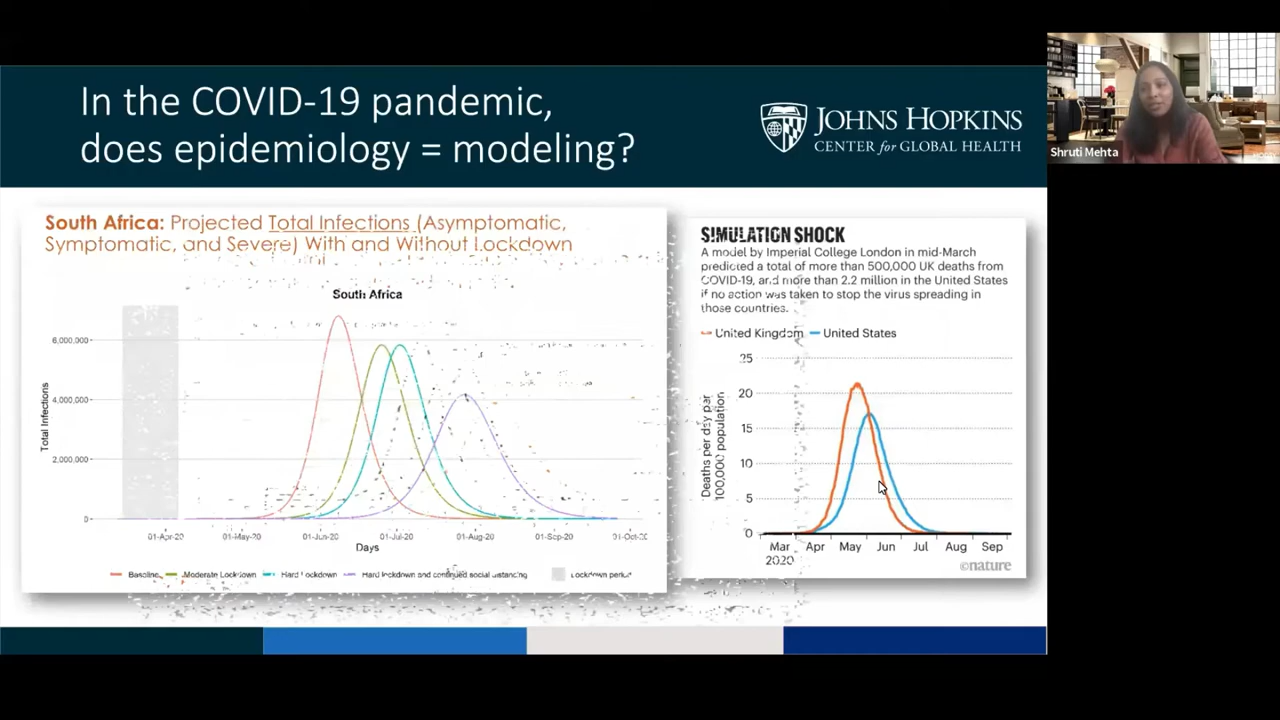 In the COVID-19 pandemic,
does epidemiology = modeling?
JOHNS HOPKINS
CENTER for GLOBAL HEALTH
Shruti Mehta
South Africa: Projected Total Infections (Asymptomatic,
Symptomatic, and Severe) With and Without Lockdown
South Africa
6,000,000
4,000,000
2,000,000
0
Total Infections
01-Apr-20
01-May-20
01-Jun-20
01-Jul-20
01-Aug-20
01-Sep-20
01-Oct-20
Days
Baseline
Moderate Lockdown
Hard Lockdown
Hard lockdown and continued social distancing
Lockdown period
SIMULATION SHOCK
A model by Imperial College London in mid-March
predicted a total of more than 500,000 UK deaths from
COVID-19, and more than 2.2 million in the United States
if no action was taken to stop the virus spreading in
those countries.
United Kingdom
United States
25
20
15
10
5
0
Deaths per day per
100,000 population
Mar
2020
Apr
May
Jun
Jul
Aug
Sep
©nature